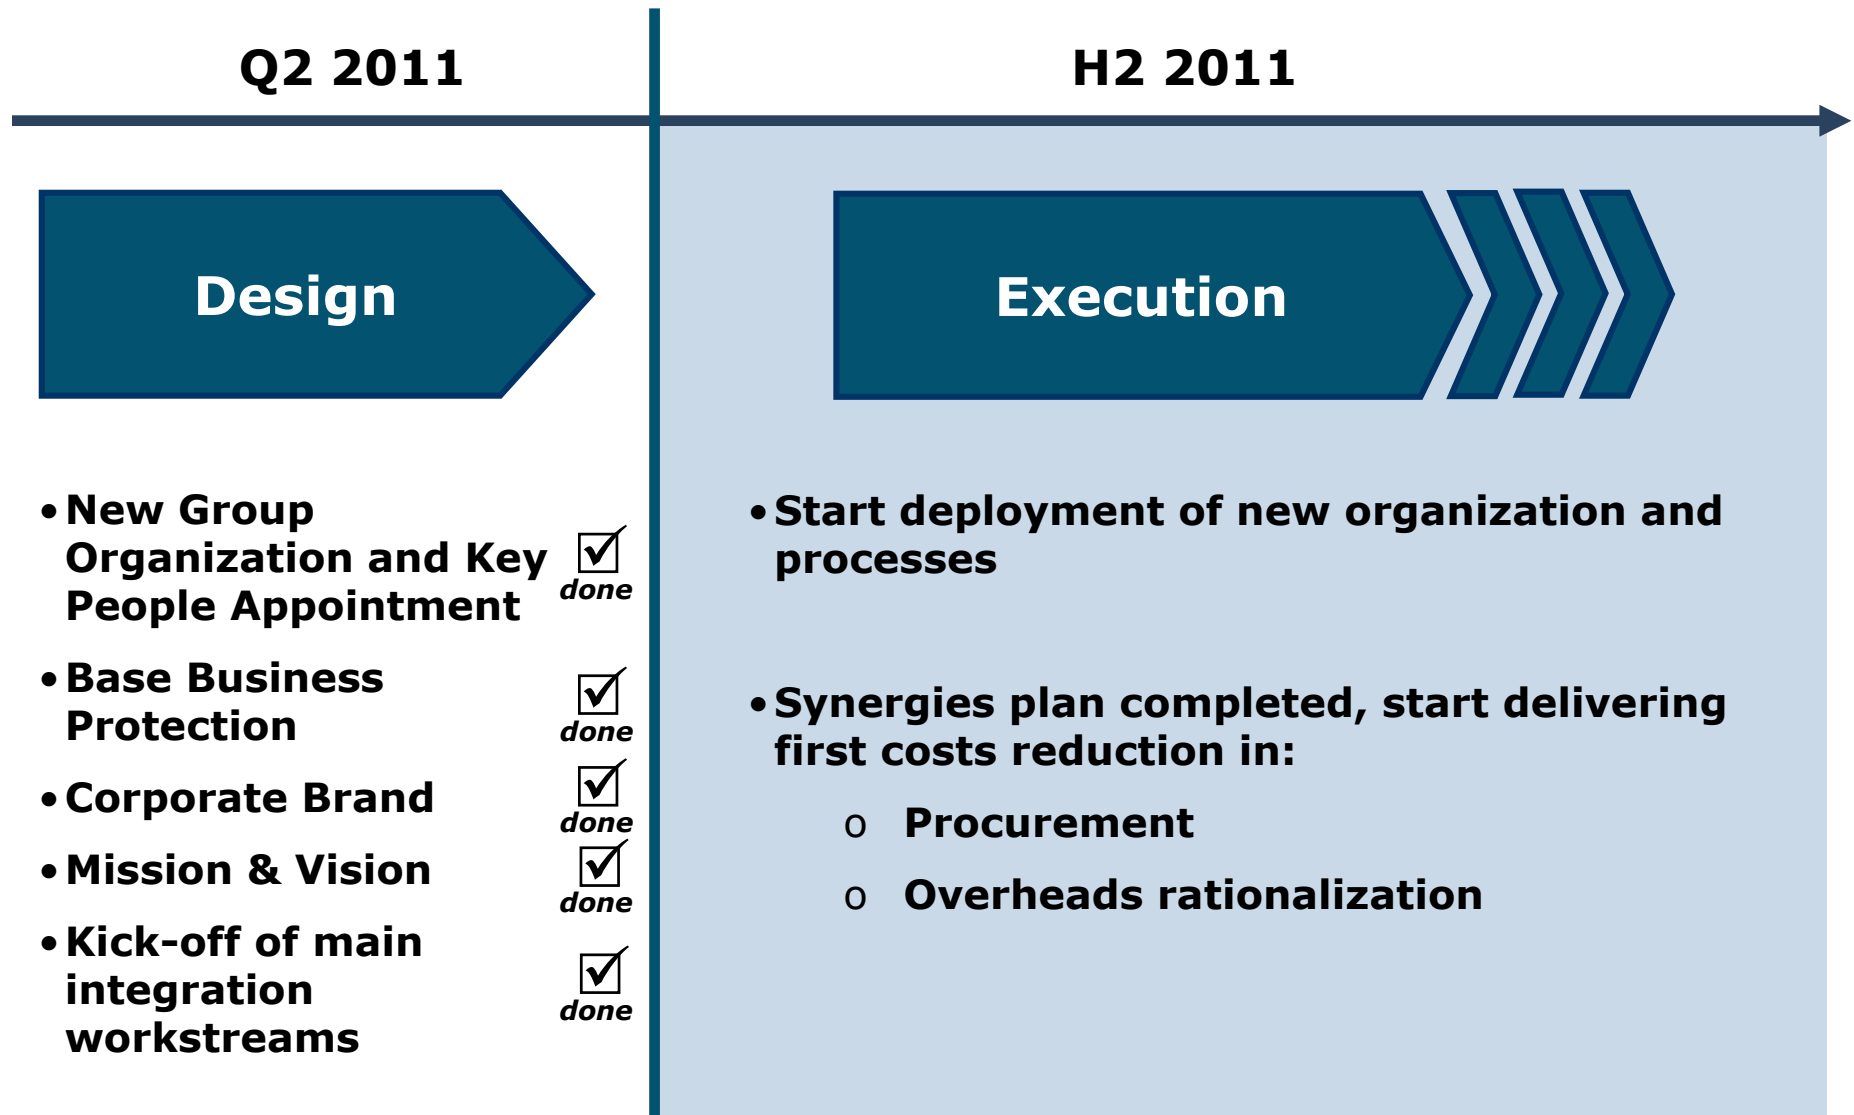 Q2 2011
H2 2011
Design
Execution
•New Group
Organization and Key
People Appointment
done
•Base Business
Protection
done
•Corporate Brand
done
•Mission & Vision
done
•Kick-off of main
integration
workstreams
done
•Start deployment of new organization and
processes
•Synergies plan completed, start delivering
first costs reduction in:
o Procurement
o Overheads rationalization